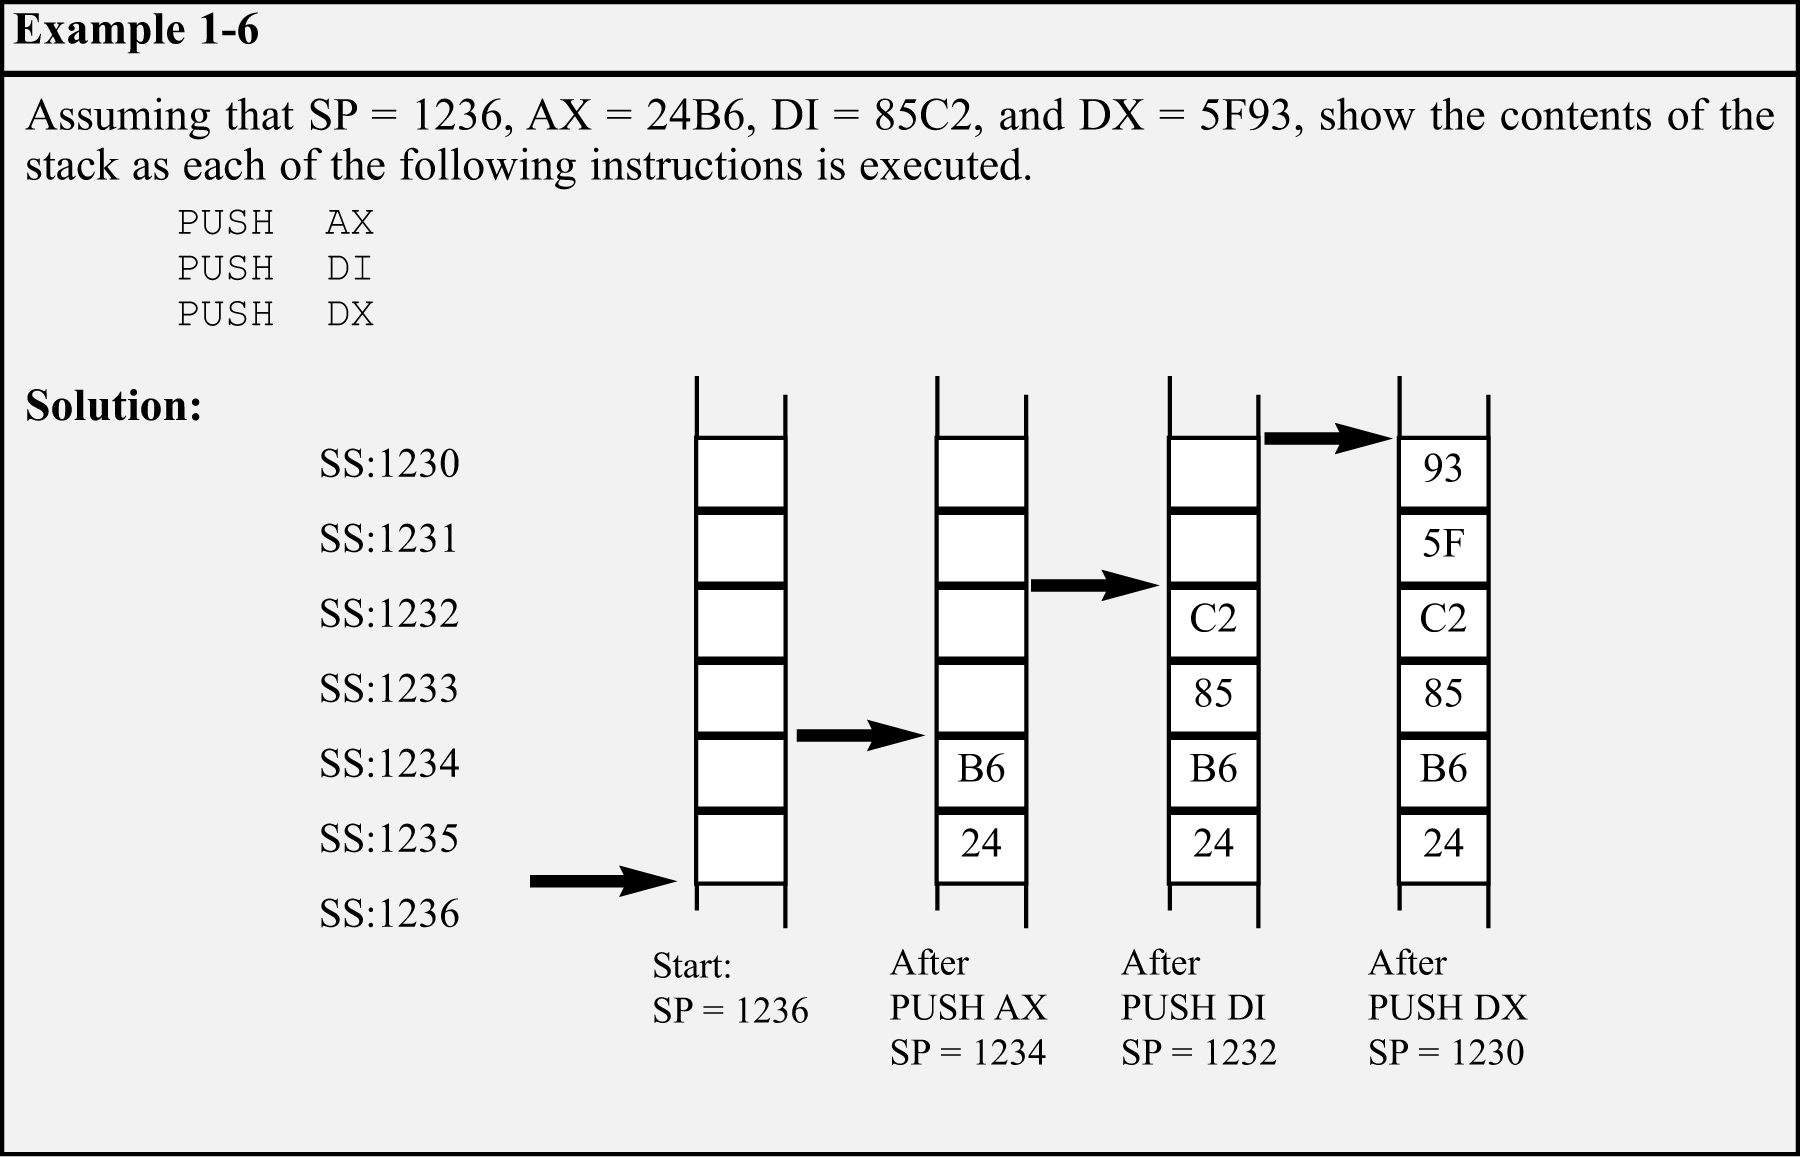 Example 1-6
Assuming that SP = 1236, AX = 24B6, DI = 85C2, and DX = 5F93, show the contents of the
stack as each of the following instructions is executed.
PUSH AX
PUSH DI
PUSH DX
Solution:
SS:1230 93
SS:1231 5F
SS:1232 C2 C2
SS:1233 85 85
SS:1234 B6 B6 B6
SS:1235 24 24 24
SS:1236
Start:
SP = 1236
After
PUSH AX
SP = 1234
After
PUSH DI
SP = 1232
After
PUSH DX
SP = 1230